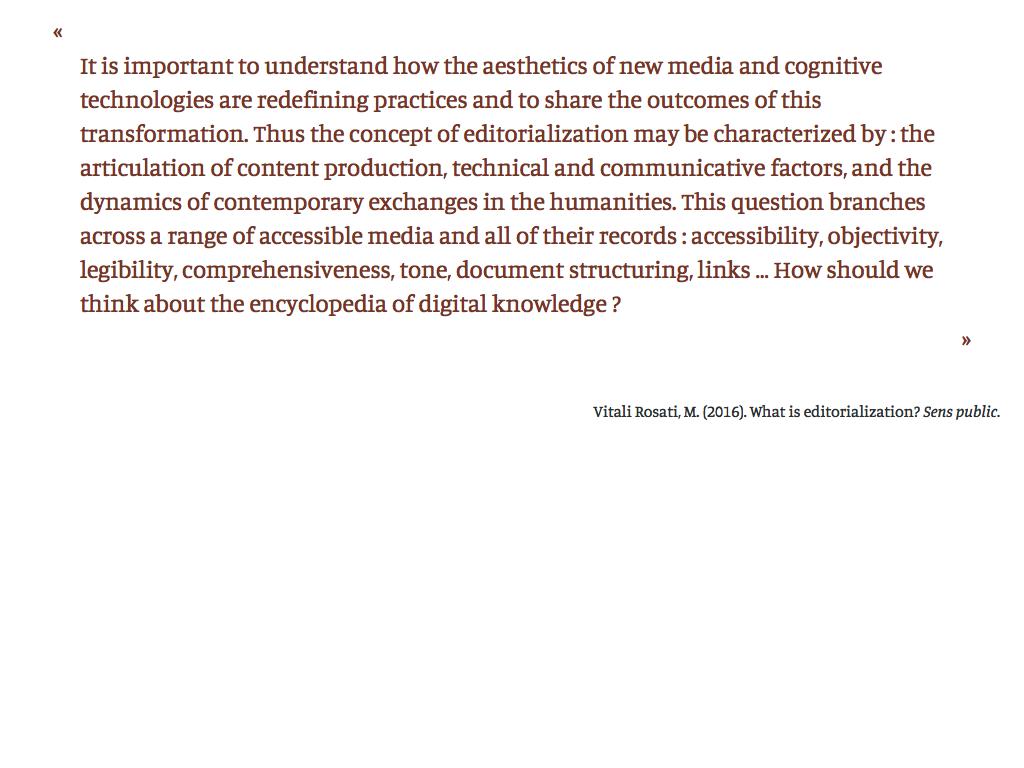 «
It is important to understand how the aesthetics of new media and cognitive
technologies are redefining practices and to share the outcomes of this
transformation. Thus the concept of editorialization may be characterized by : the
articulation of content production, technical and communicative factors, and the
dynamics of contemporary exchanges in the humanities. This question branches
across a range of accessible media and all of their records : accessibility, objectivity,
legibility, comprehensiveness, tone, document structuring, links ... How should we
think about the encyclopedia of digital knowledge ?
»
Vitali Rosati, M. (2016). What is editorialization? Sens public.